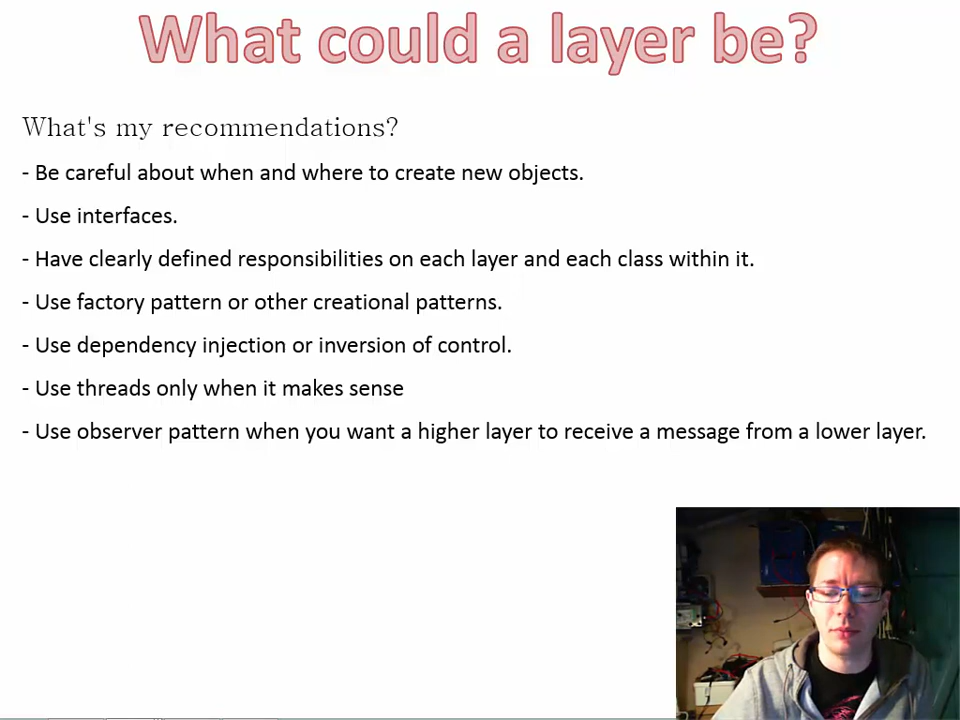 What could a layer be?
What's my recommendations?
- Be careful about when and where to create new objects.
- Use interfaces.
- Have clearly defined responsibilities on each layer and each class within it.
- Use factory pattern or other creational patterns.
- Use dependency injection or inversion of control.
- Use threads only when it makes sense
- Use observer pattern when you want a higher layer to receive a message from a lower layer.